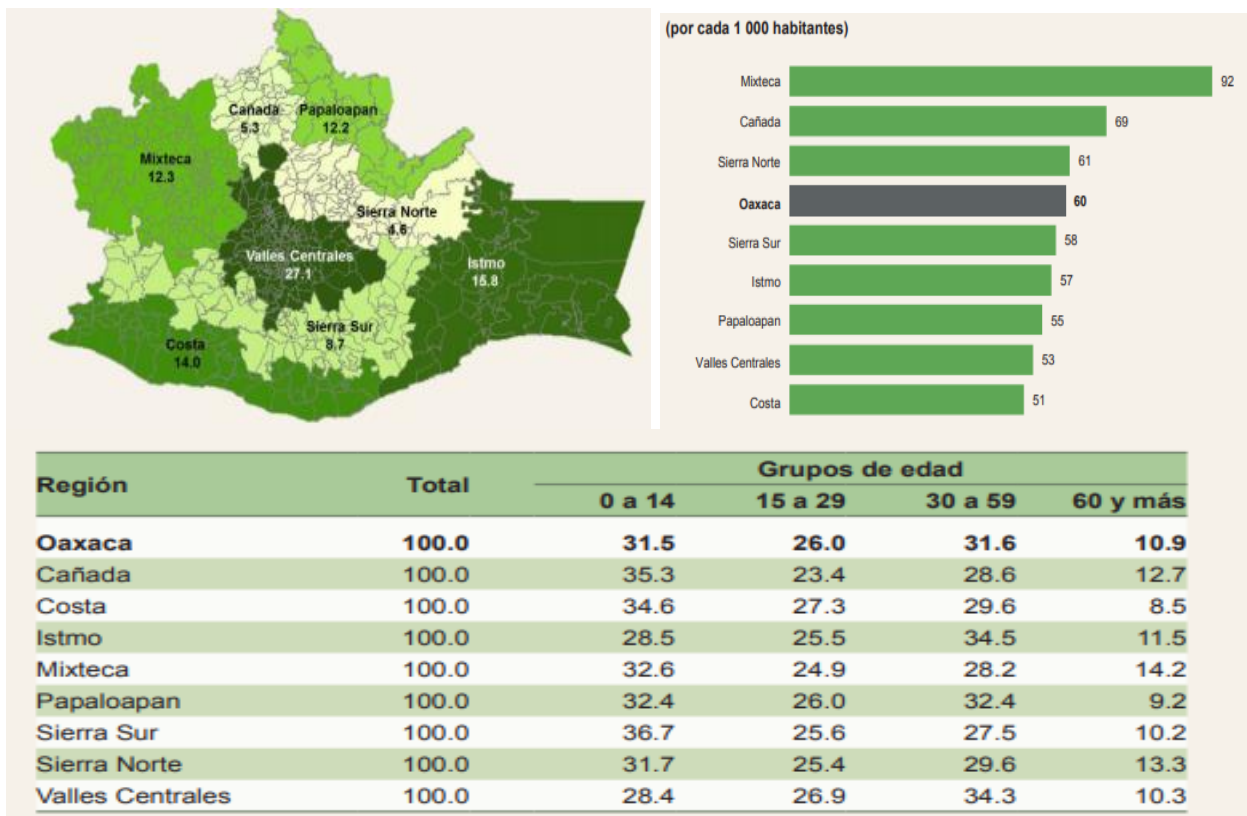 Cañada
5.3
Papaloapan
12.2
Mixteca
12.3
Sierra Norte
4.6
Valles Centrales
27.1
Istmo
15.8
Sierra Sur
8.7
Costa
14.0
(por cada 1 000 habitantes)
Mixteca 92
Cañada 69
Sierra Norte 61
Oaxaca 60
Sierra Sur 58
Istmo 57
Papaloapan 55
Valles Centrales 53
Costa 51
Región Total Grupos de edad
0 a 14 15 a 29 30 a 59 60 y más
Oaxaca 100.0 31.5 26.0 31.6 10.9
Cañada 100.0 35.3 23.4 28.6 12.7
Costa 100.0 34.6 27.3 29.6 8.5
Istmo 100.0 28.5 25.5 34.5 11.5
Mixteca 100.0 32.6 24.9 28.2 14.2
Papaloapan 100.0 32.4 26.0 32.4 9.2
Sierra Sur 100.0 36.7 25.6 27.5 10.2
Sierra Norte 100.0 31.7 25.4 29.6 13.3
Valles Centrales 100.0 28.4 26.9 34.3 10.3